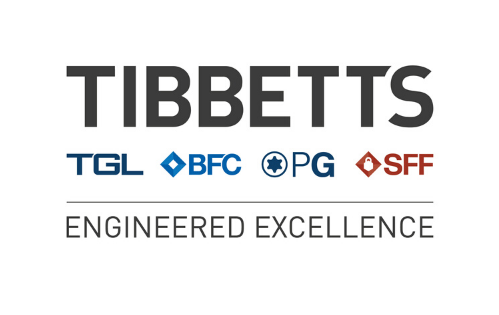 TIBBETTS
TGL BFC PG SFF
ENGINEERED EXCELLENCE